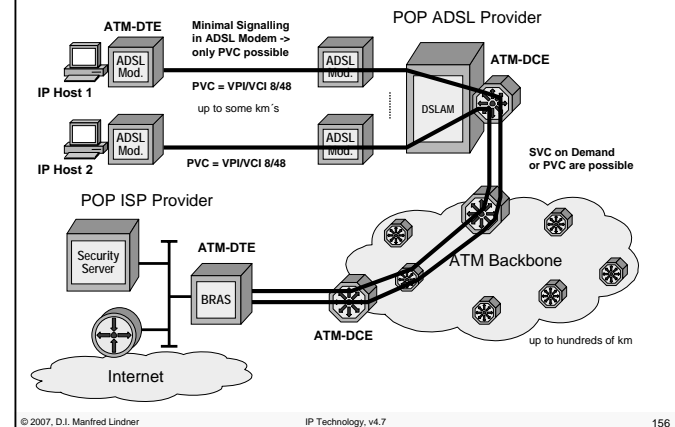 POP ADSL Provider
ATM-DTE
Minimal Signalling
in ADSL Modem ->
only PVC possible
ATM-DCE
ADSL
Mod.
ADSL
Mod.
IP Host 1
PVC = VPI/VCI 8/48
up to some km´s
DSLAM
ADSL
Mod.
ADSL
Mod.
IP Host 2
PVC = VPI/VCI 8/48
SVC on Demand
or PVC are possible
POP ISP Provider
Security
Server
ATM-DTE
BRAS
ATM Backbone
ATM-DCE
up to hundreds of km
Internet
© 2007, D.I. Manfred Lindner
IP Technology, v4.7
156